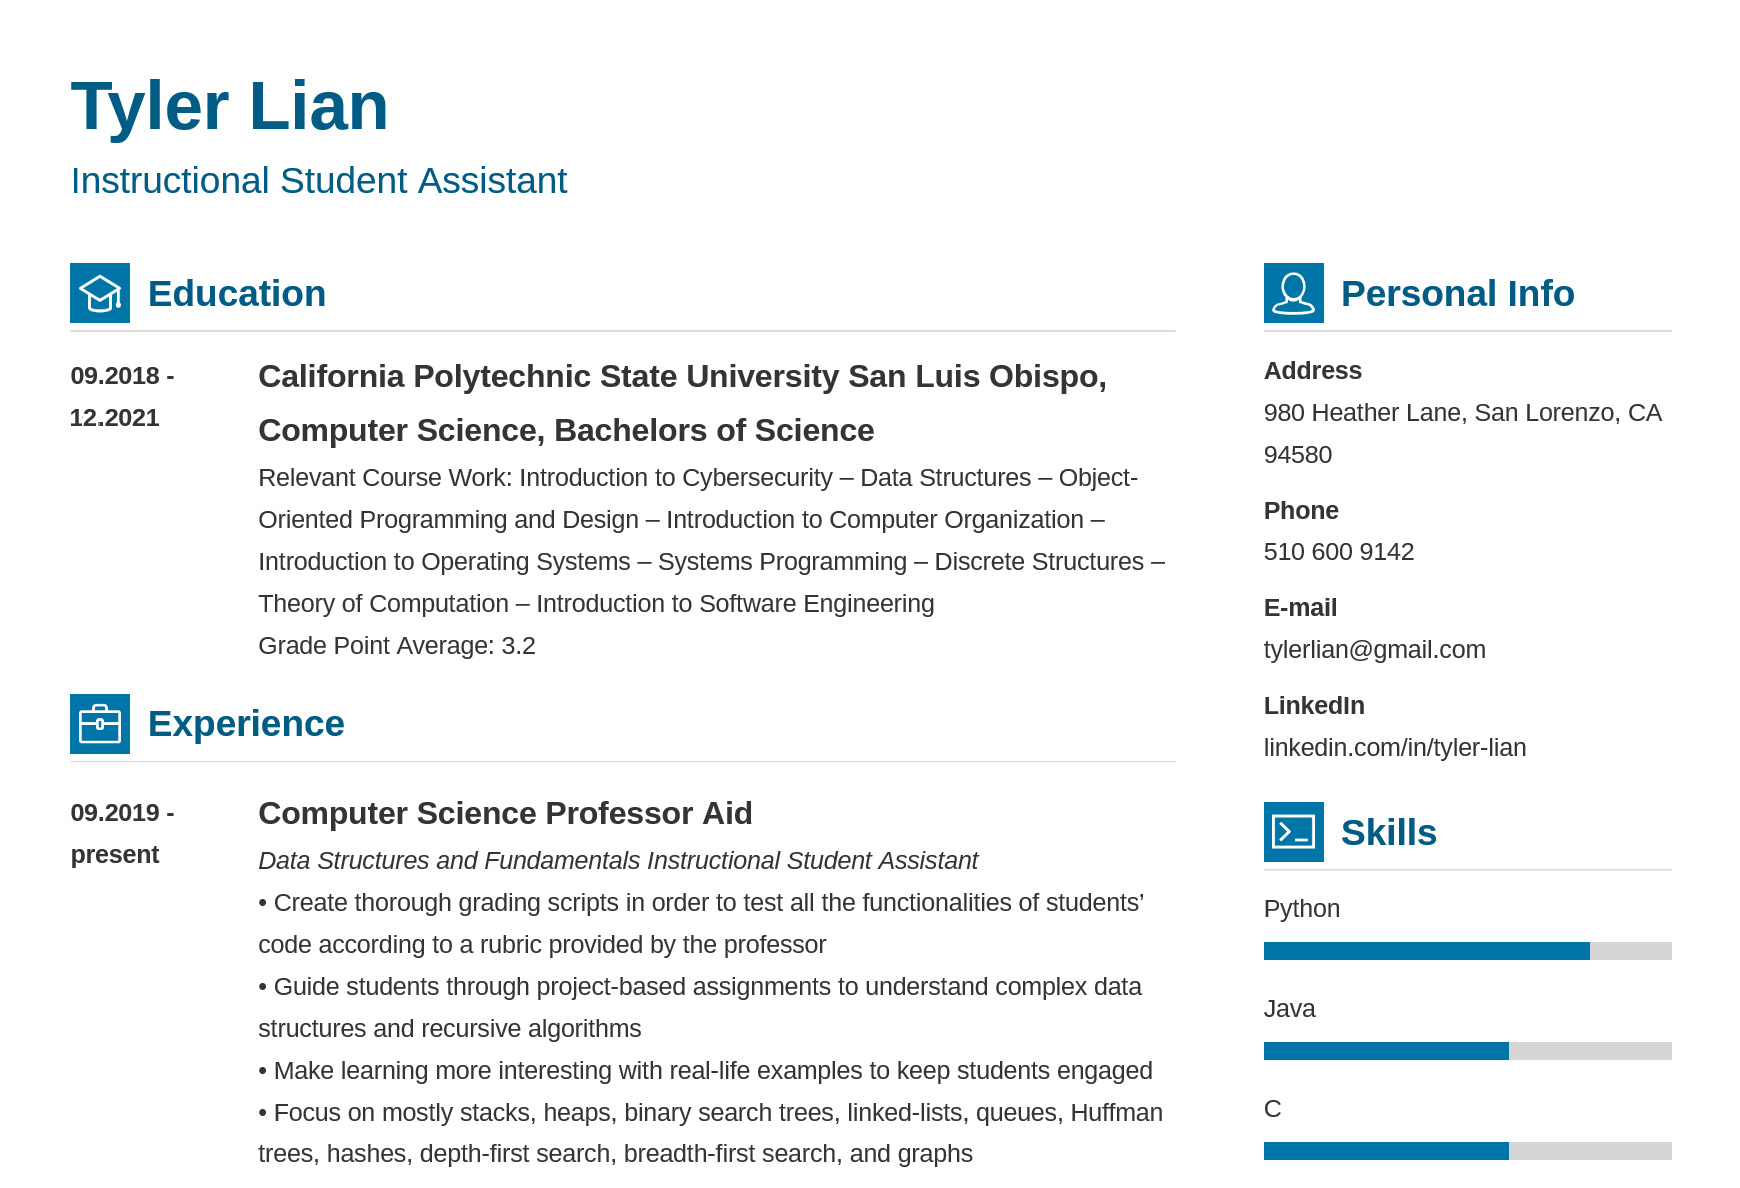 Tyler Lian
Instructional Student Assistant
Education
09.2018 -
12.2021
California Polytechnic State University San Luis Obispo,
Computer Science, Bachelors of Science
Relevant Course Work: Introduction to Cybersecurity – Data Structures – Object-
Oriented Programming and Design – Introduction to Computer Organization –
Introduction to Operating Systems – Systems Programming – Discrete Structures –
Theory of Computation – Introduction to Software Engineering
Grade Point Average: 3.2
Experience
09.2019 -
present
Computer Science Professor Aid
Data Structures and Fundamentals Instructional Student Assistant
• Create thorough grading scripts in order to test all the functionalities of students’
code according to a rubric provided by the professor
• Guide students through project-based assignments to understand complex data
structures and recursive algorithms
• Make learning more interesting with real-life examples to keep students engaged
• Focus on mostly stacks, heaps, binary search trees, linked-lists, queues, Huffman
trees, hashes, depth-first search, breadth-first search, and graphs
Personal Info
Address
980 Heather Lane, San Lorenzo, CA
94580
Phone
510 600 9142
E-mail
tylerlian@gmail.com
LinkedIn
linkedin.com/in/tyler-lian
Skills
Python
Java
C